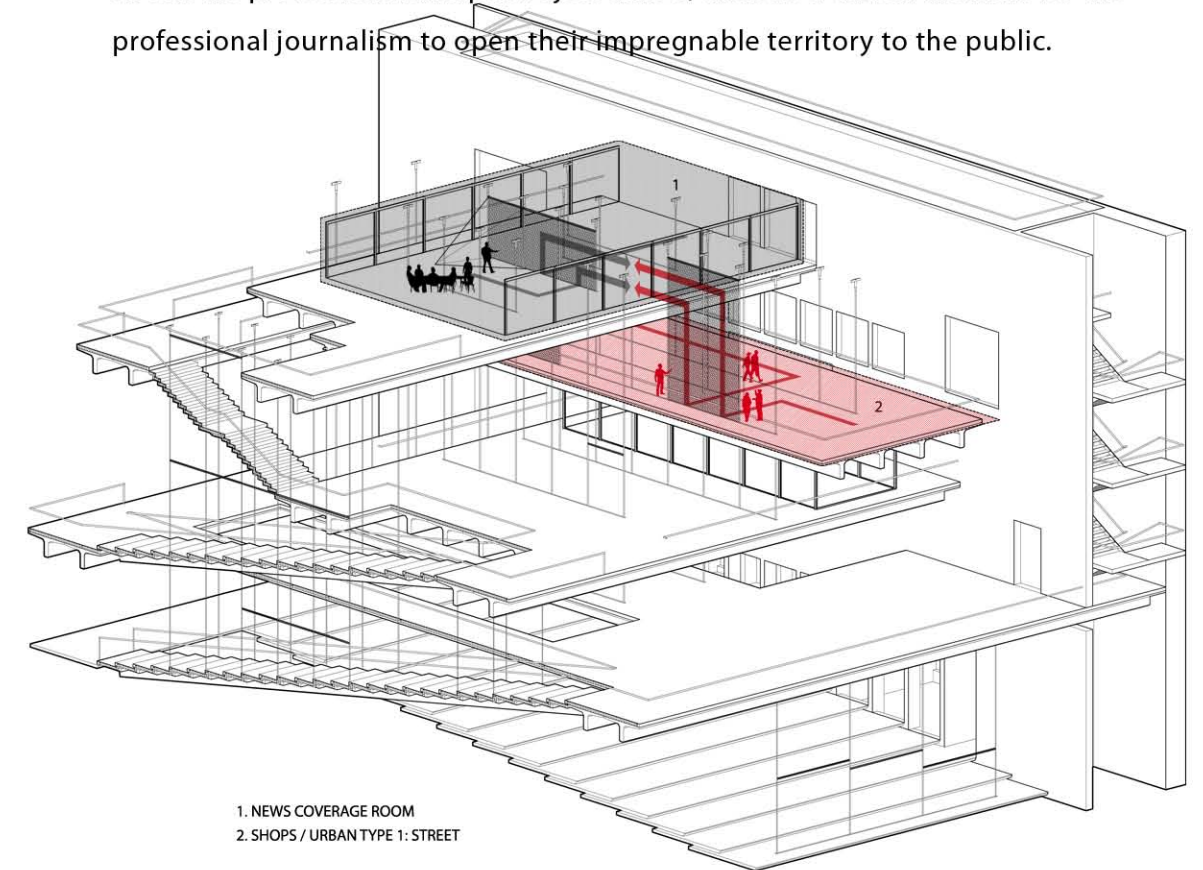 professional journalism to open their impregnable territory to the public.
1
2
1. NEWS COVERAGE ROOM
2. SHOPS / URBAN TYPE 1: STREET